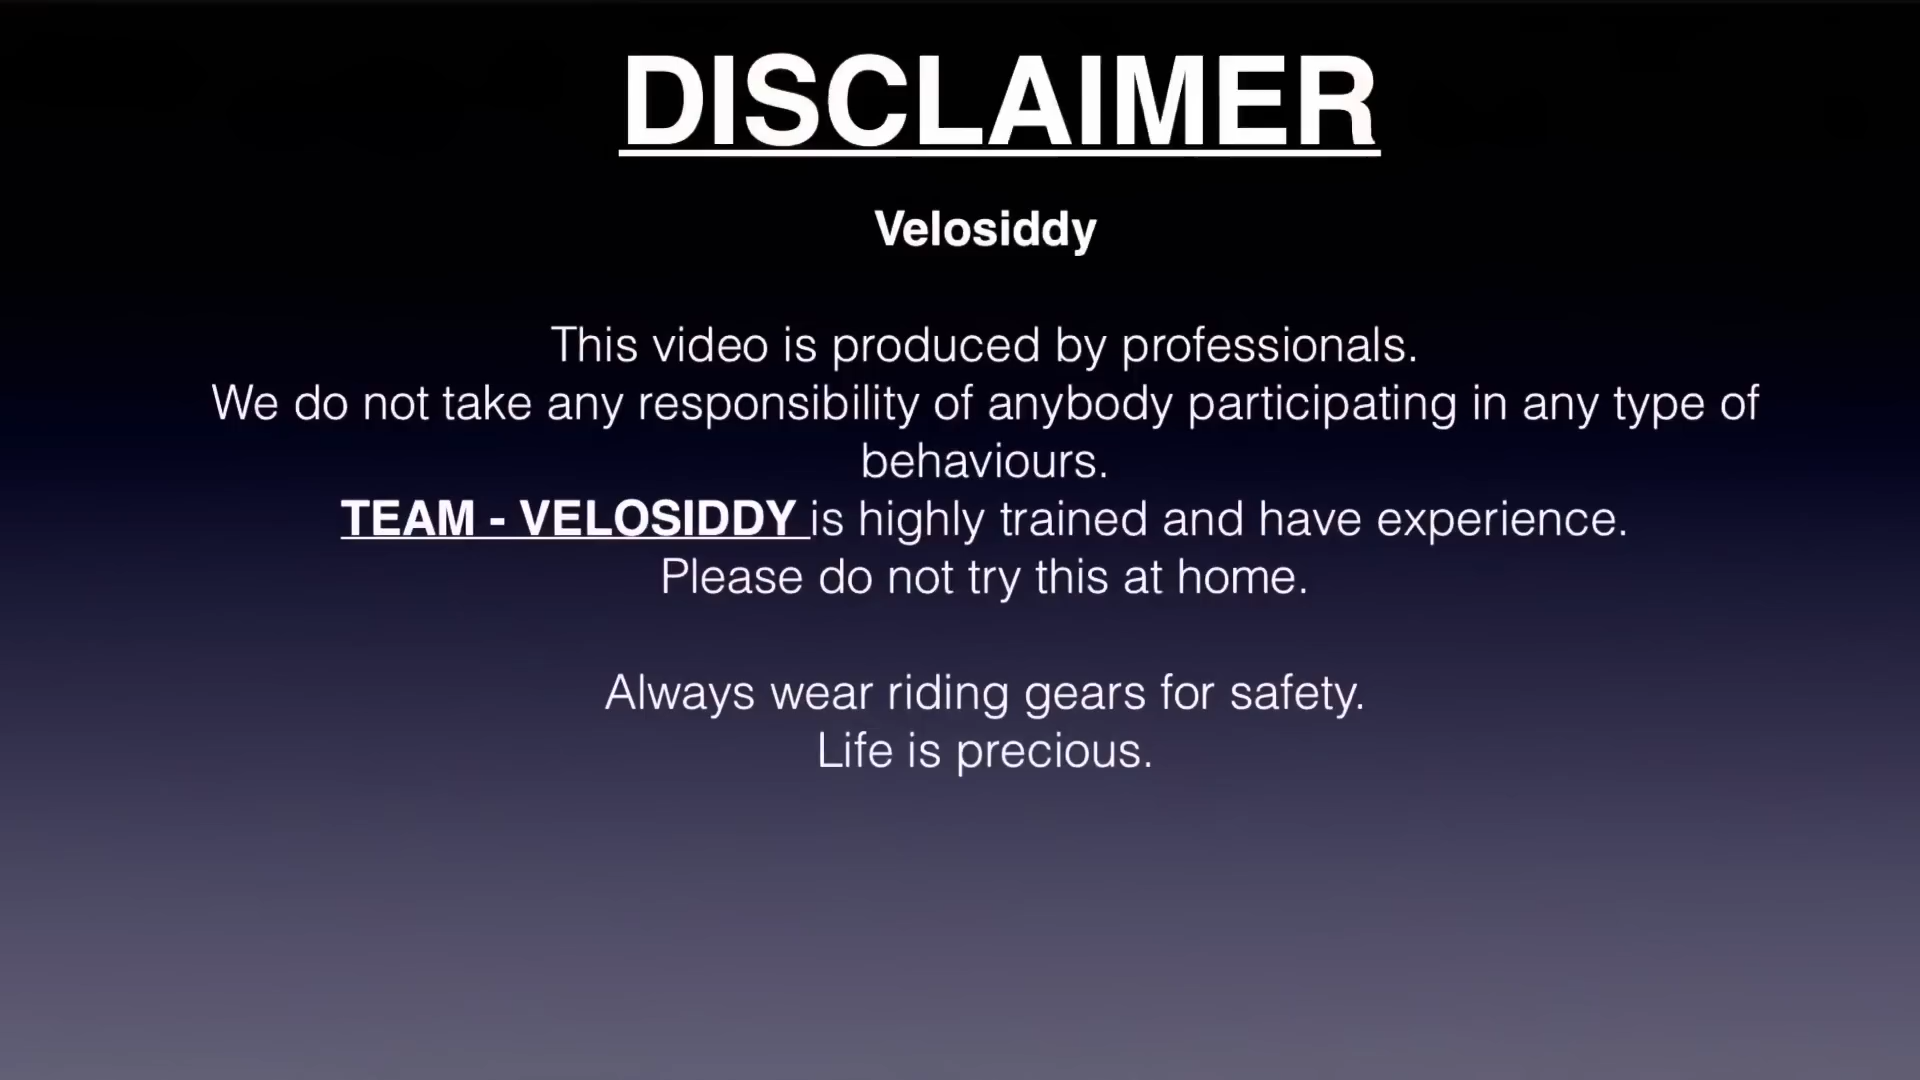 DISCLAIMER
Velosiddy
This video is produced by professionals.
We do not take any responsibility of anybody participating in any type of
behaviours.
TEAM - VELOSIDDY is highly trained and have experience.
Please do not try this at home.
Always wear riding gears for safety.
Life is precious.